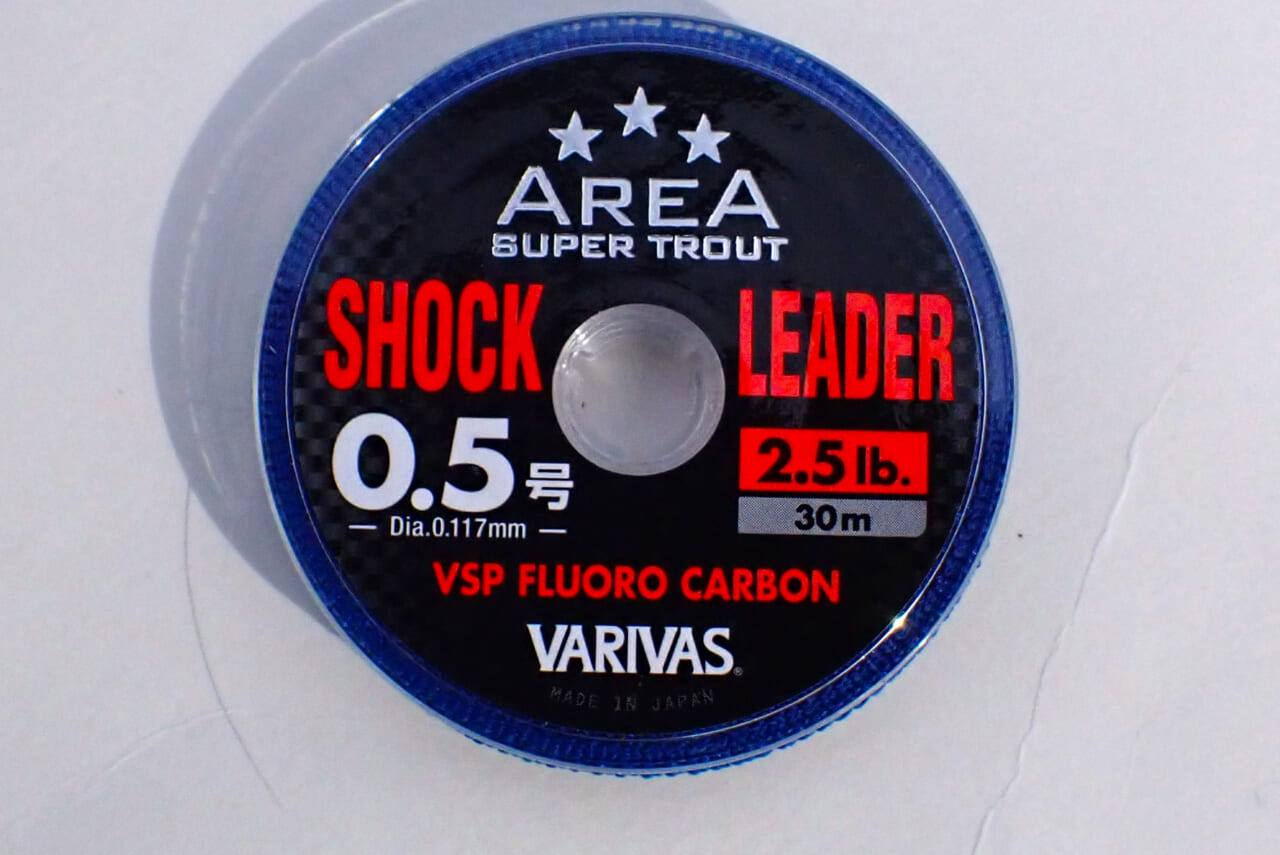 AREA
SUPER TROUT
SHOCK LEADER
0.5号
Dia.0.117mm
2.5 lb.
30m
VSP FLUORO CARBON
VARIVAS®
MADE IN JAPAN